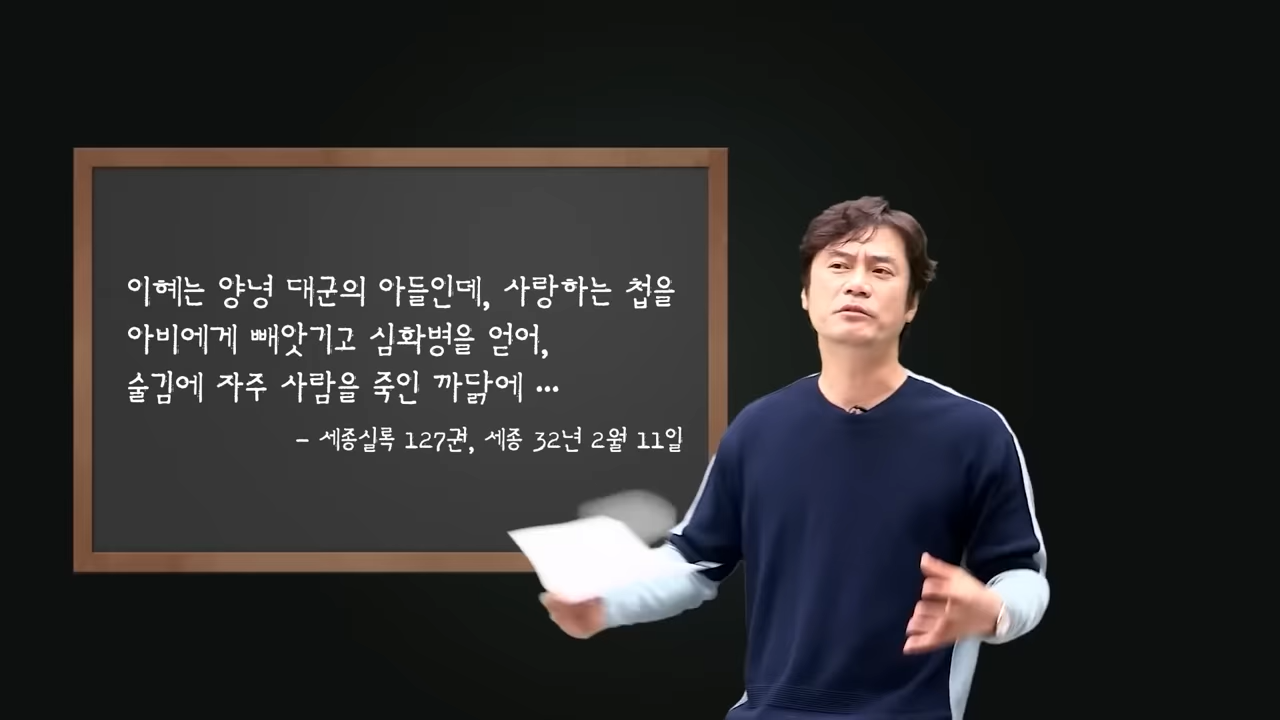 이혜는 양녕 대군의 아들인데, 사랑하는 첩을
아비에게 빼앗기고 심화병을 얻어,
술김에 자주 사람을 죽인 까닭에 ...
- 세종실록 127권, 세종 32년 2월 11일